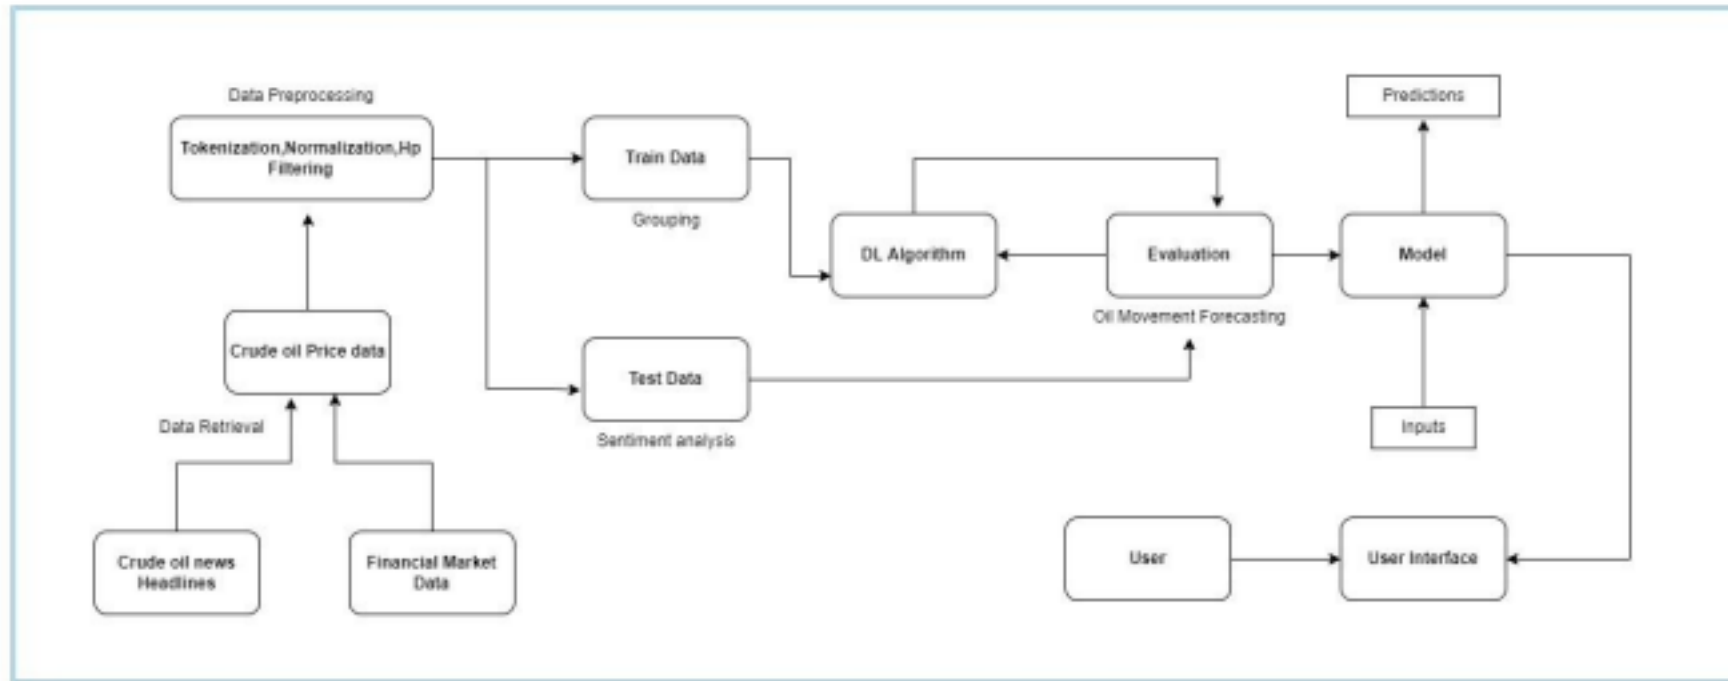 Data Preprocessing
Tokenization,Normalization,Hp
Filtering
Train Data
Grouping
Predictions
DL Algorithm
Evaluation
Model
Oil Movement Forecasting
Crude oil Price data
Test Data
Sentiment analysis
Data Retrieval
Inputs
Crude oil news
Headlines
Financial Market
Data
User
User Interface